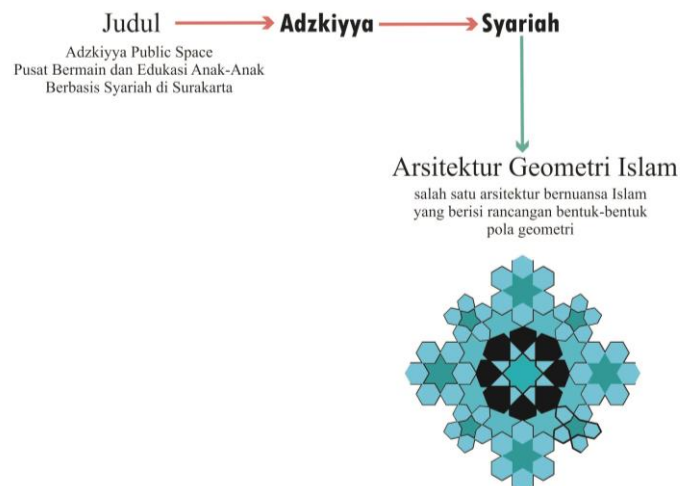 Judul
Adzkiyya
Syariah
Adzkiyya Public Space
Pusat Bermain dan Edukasi Anak-Anak
Berbasis Syariah di Surakarta
Arsitektur Geometri Islam
salah satu arsitektur bernuansa Islam
yang berisi rancangan bentuk-bentuk
pola geometri